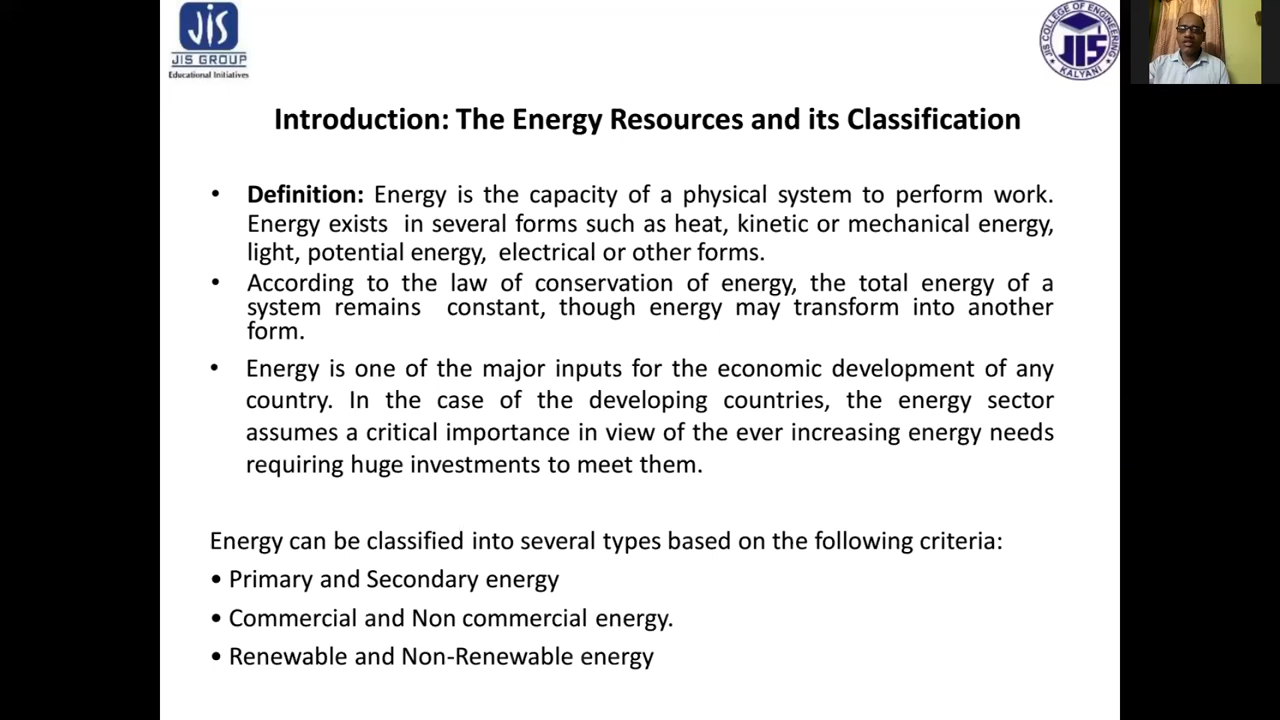 JIS
JIS GROUP
Educational Initiatives
JIS COLLEGE OF ENGINEERING
JIS
KALYANI
Introduction: The Energy Resources and its Classification
• Definition: Energy is the capacity of a physical system to perform work.
Energy exists in several forms such as heat, kinetic or mechanical energy,
light, potential energy, electrical or other forms.
• According to the law of conservation of energy, the total energy of a
system remains constant, though energy may transform into another
form.
• Energy is one of the major inputs for the economic development of any
country. In the case of the developing countries, the energy sector
assumes a critical importance in view of the ever increasing energy needs
requiring huge investments to meet them.
Energy can be classified into several types based on the following criteria:
• Primary and Secondary energy
• Commercial and Non commercial energy.
• Renewable and Non-Renewable energy